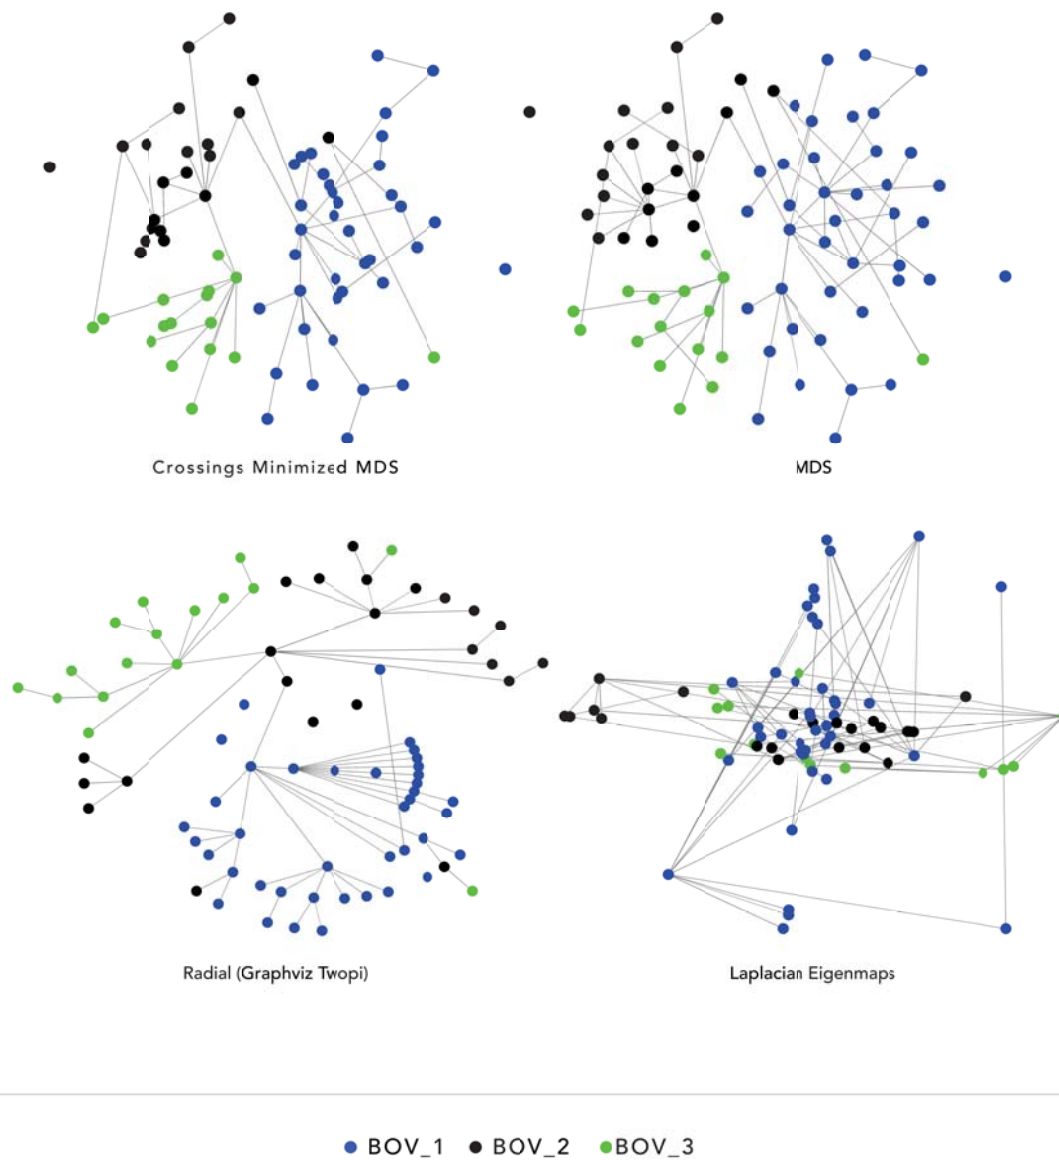 Crossings Minimized MDS
MDS
Radial (Graphviz Twopi)
Laplacian Eigenmaps
BOV_1 BOV_2 BOV_3